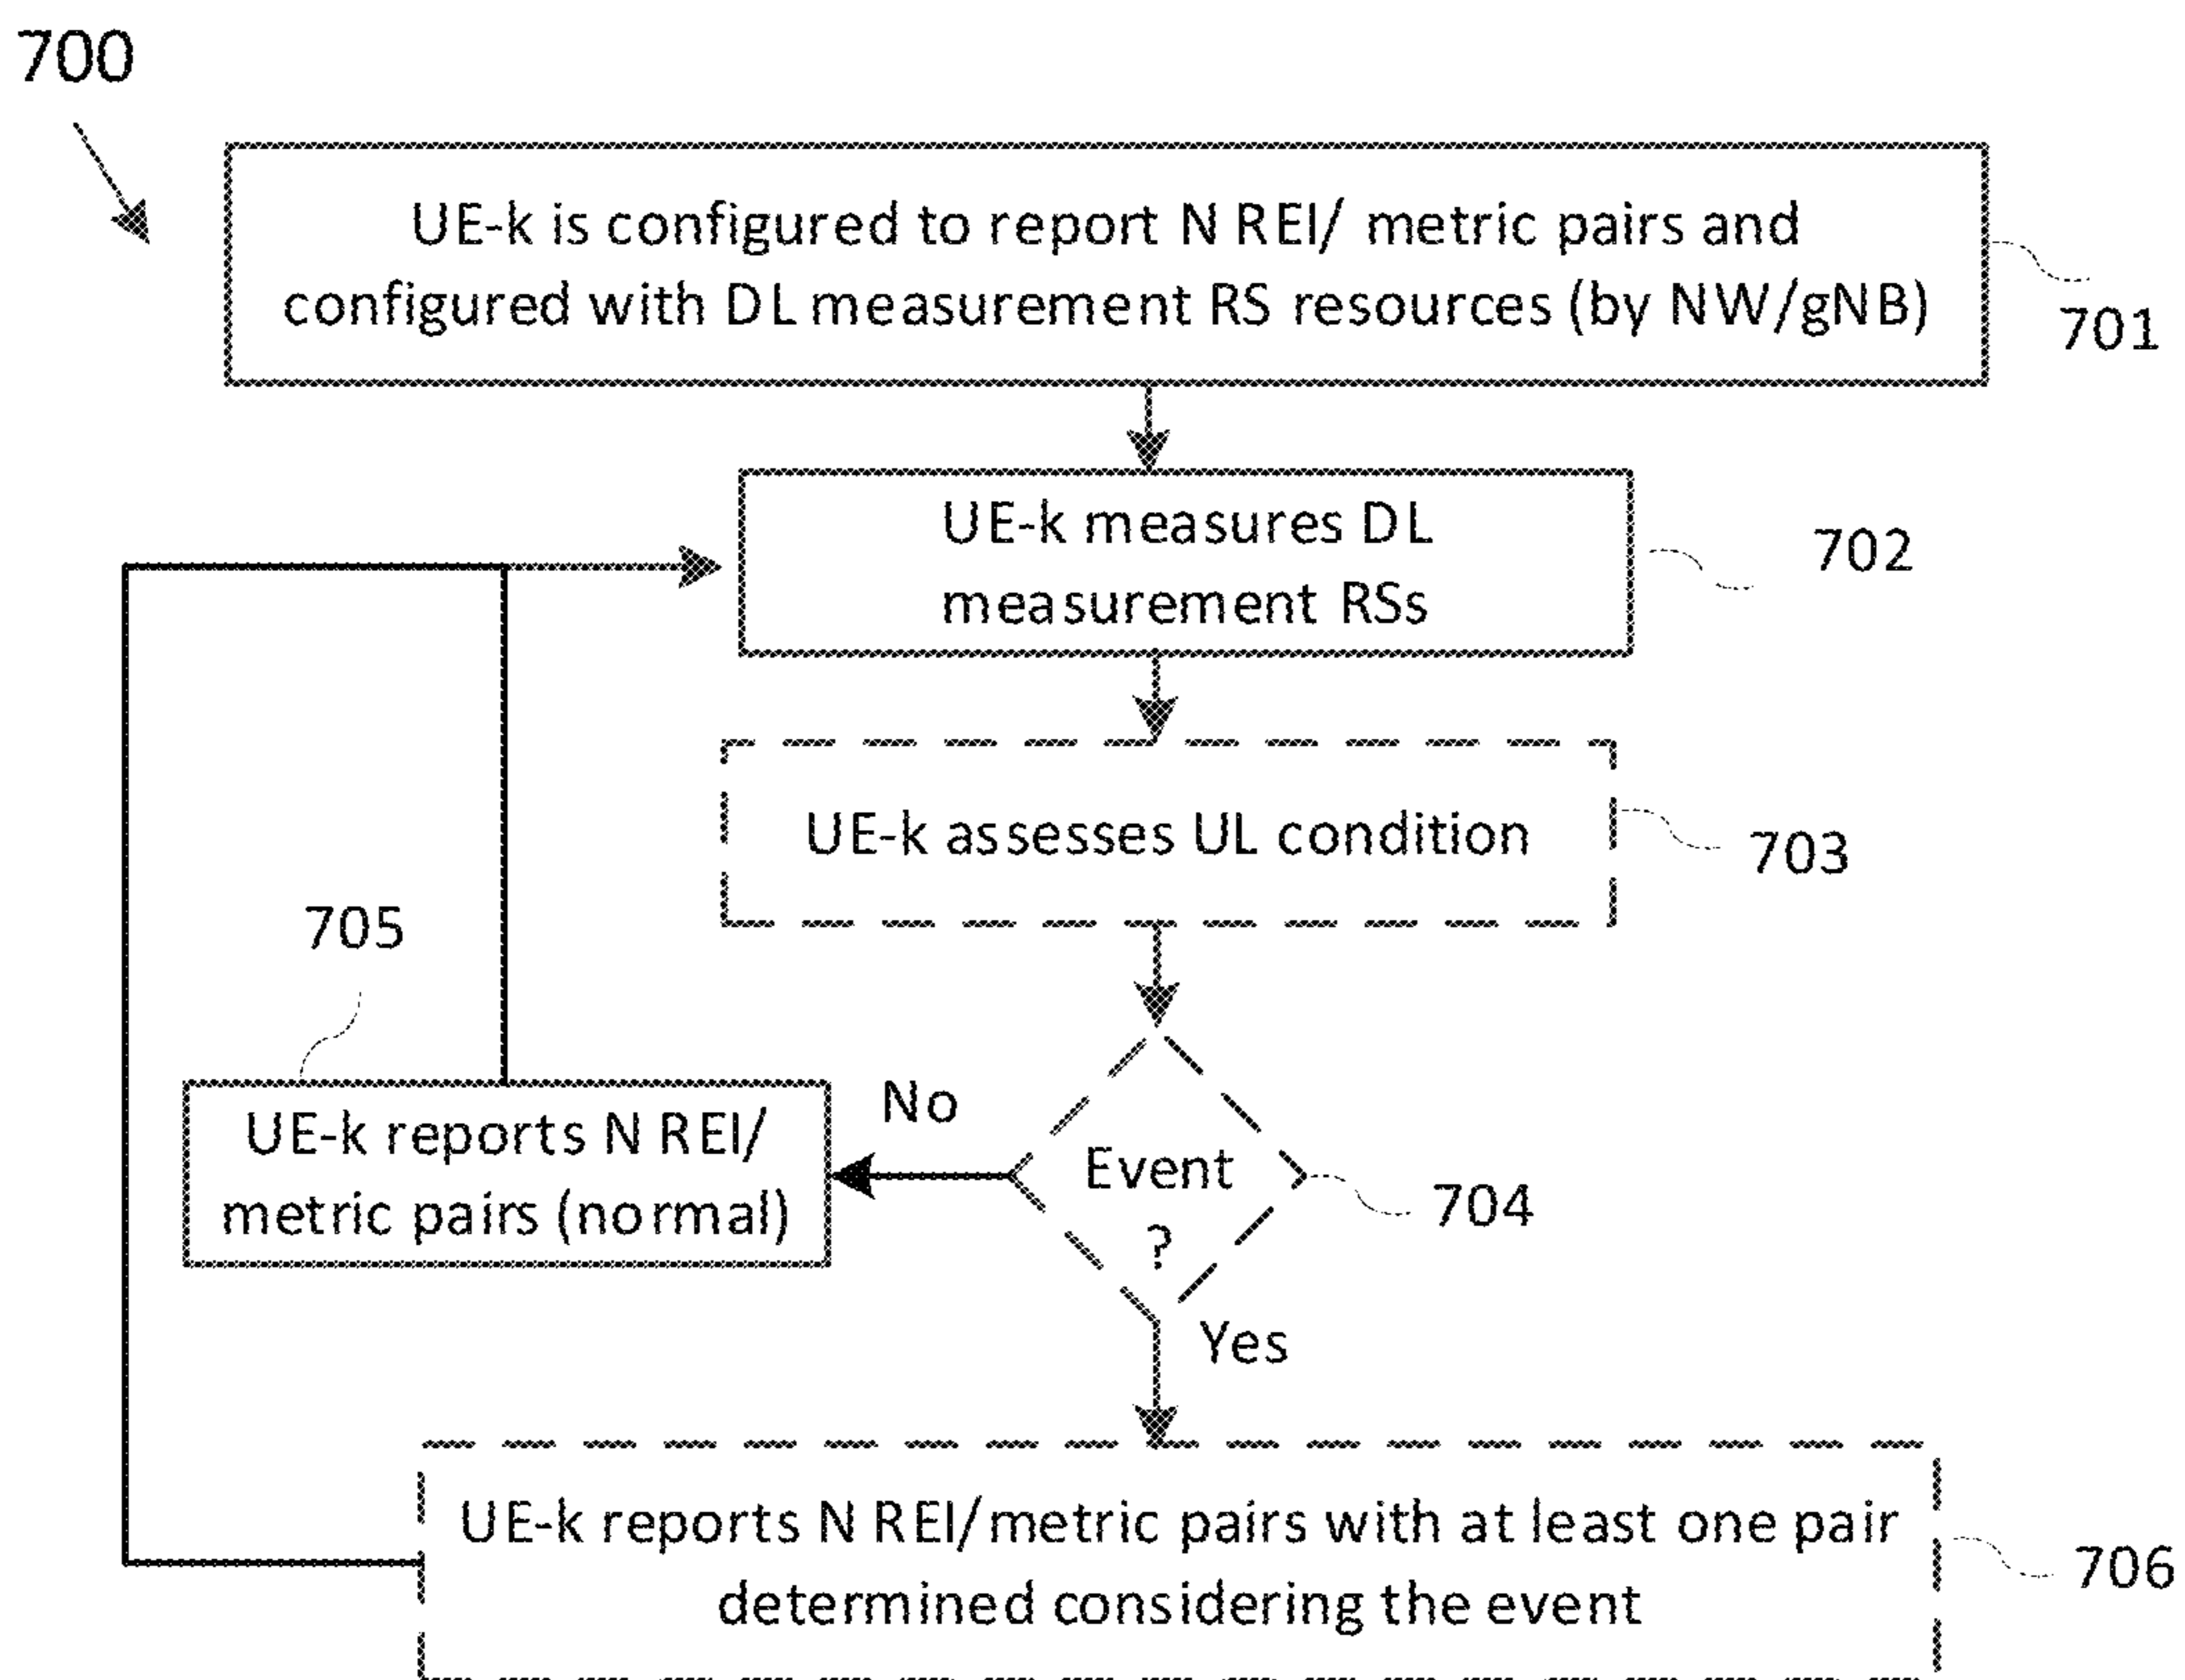 700
UE-k is configured to report N REI/ metric pairs and
configured with DL measurement RS resources (by NW/gNB)
701
UE-k measures DL
measurement RSs
702
UE-k assesses UL condition
703
705
UE-k reports N REI/
metric pairs (normal)
No
Event
?
704
Yes
UE-k reports N REI/metric pairs with at least one pair
determined considering the event
706